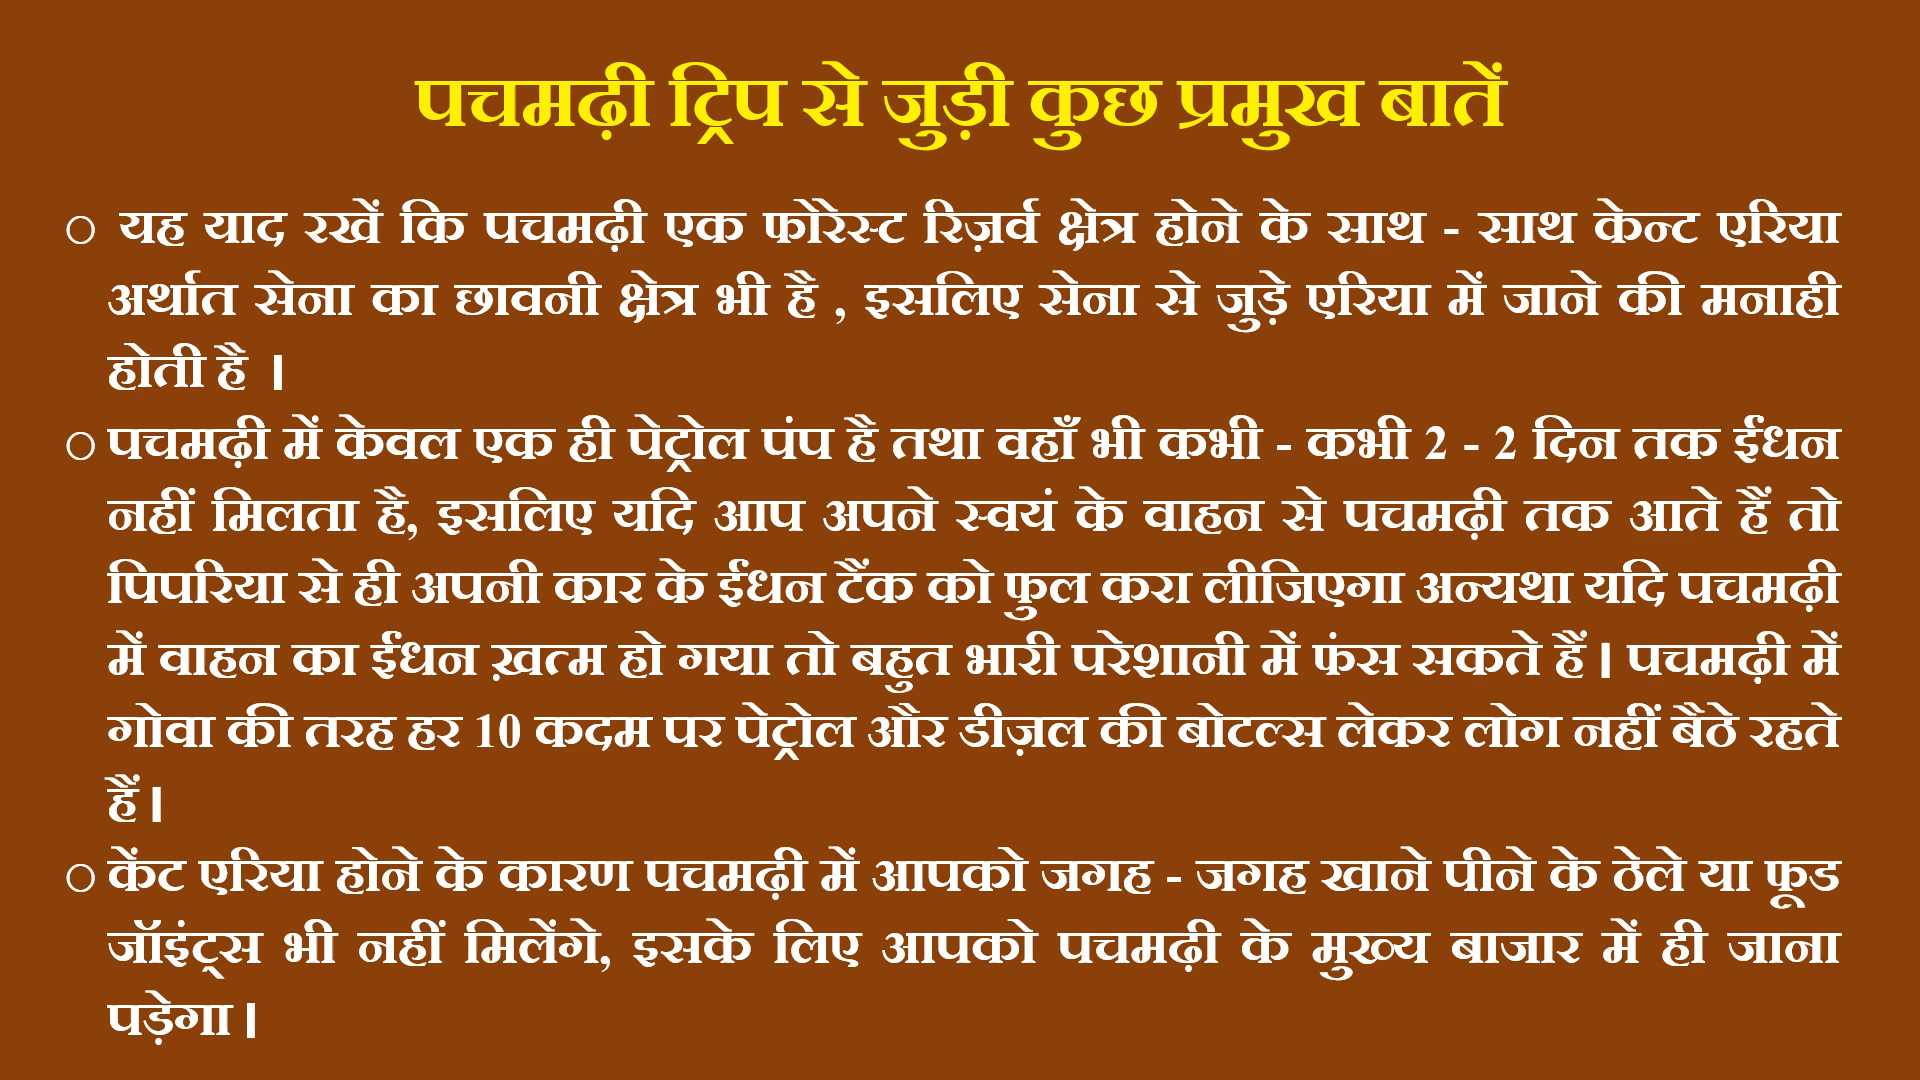 पचमढ़ी ट्रिप से जुड़ी कुछ प्रमुख बातें
○ यह याद रखें कि पचमढ़ी एक फोरेस्ट रिज़र्व क्षेत्र होने के साथ - साथ केन्ट एरिया
अर्थात सेना का छावनी क्षेत्र भी है , इसलिए सेना से जुड़े एरिया में जाने की मनाही
होती है ।
○ पचमढ़ी में केवल एक ही पेट्रोल पंप है तथा वहाँ भी कभी - कभी 2 - 2 दिन तक ईंधन
नहीं मिलता है, इसलिए यदि आप अपने स्वयं के वाहन से पचमढ़ी तक आते हैं तो
पिपरिया से ही अपनी कार के ईंधन टैंक को फुल करा लीजिएगा अन्यथा यदि पचमढ़ी
में वाहन का ईंधन ख़त्म हो गया तो बहुत भारी परेशानी में फंस सकते हैं। पचमढ़ी में
गोवा की तरह हर 10 कदम पर पेट्रोल और डीज़ल की बोटल्स लेकर लोग नहीं बैठे रहते
हैं।
○ केंट एरिया होने के कारण पचमढ़ी में आपको जगह - जगह खाने पीने के ठेले या फूड
जॉइंट्स भी नहीं मिलेंगे, इसके लिए आपको पचमढ़ी के मुख्य बाजार में ही जाना
पड़ेगा।